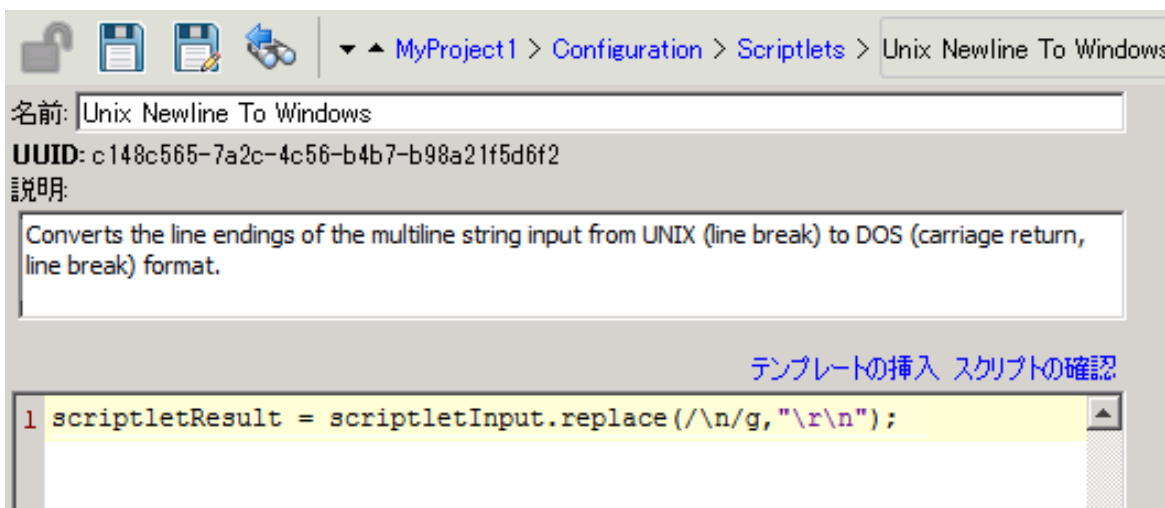 MyProject1 > Configuration > Scriptlets > Unix Newline To Windows
名前: Unix Newline To Windows
UUID: c148c565-7a2c-4c56-b4b7-b98a21f5d6f2
説明:
Converts the line endings of the multiline string input from UNIX (line break) to DOS (carriage return,
line break) format.
テンプレートの挿入 スクリプトの確認
1 scriptletResult = scriptletInput.replace(/\n/g,"\r\n");